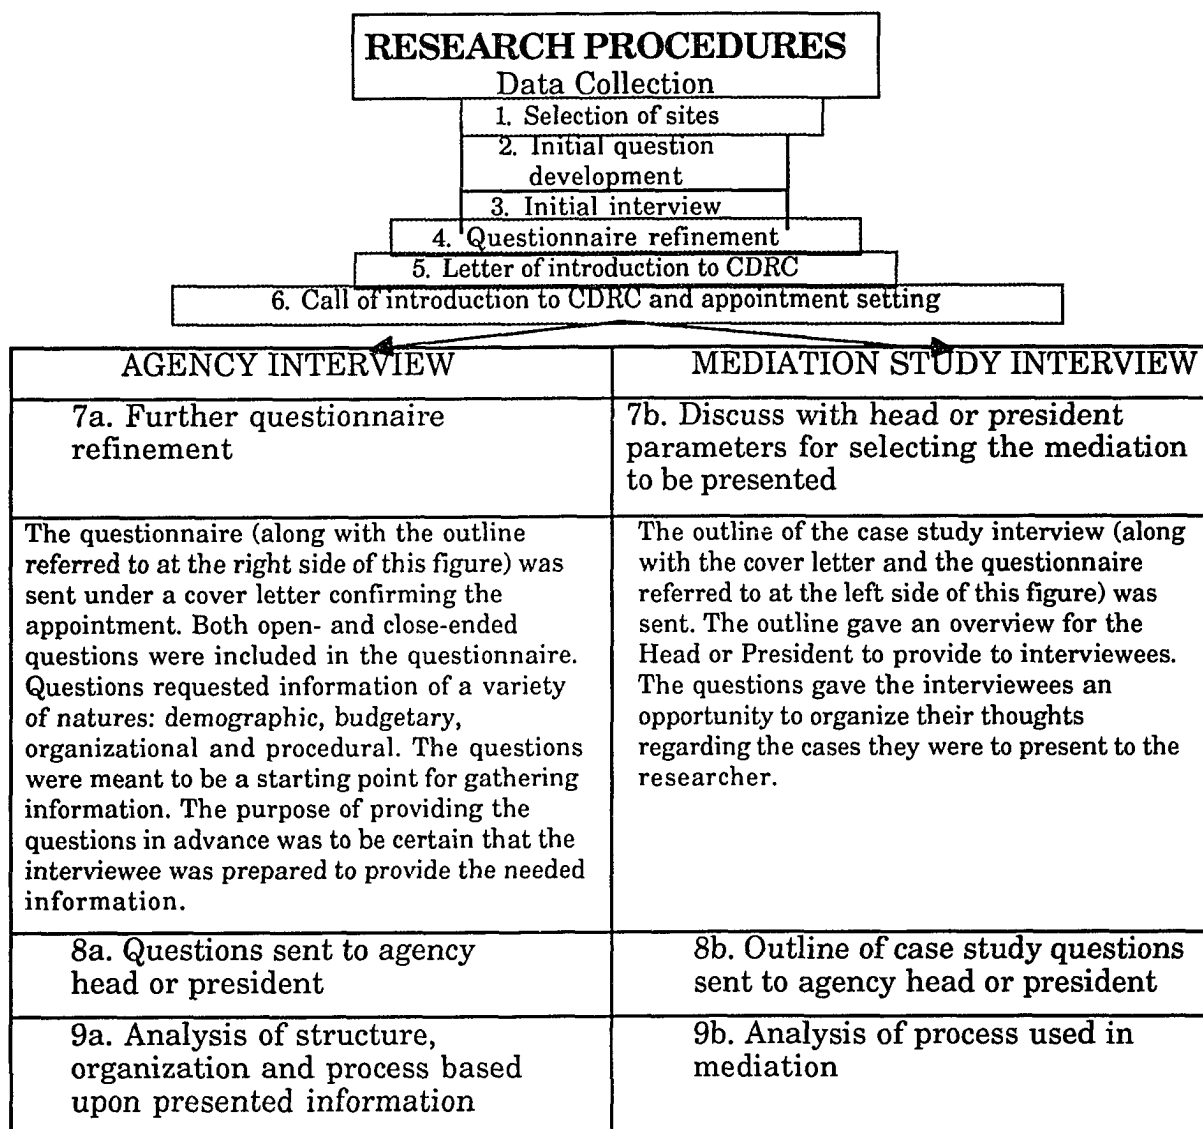 RESEARCH PROCEDURES
Data Collection
1. Selection of sites
2. Initial question
development
3. Initial interview
4. Questionnaire refinement
5. Letter of introduction to CDRC
6. Call of introduction to CDRC and appointment setting
AGENCY INTERVIEW
7a. Further questionnaire
refinement
The questionnaire (along with the outline
referred to at the right side of this figure) was
sent under a cover letter confirming the
appointment. Both open- and close-ended
questions were included in the questionnaire.
Questions requested information of a variety
of natures: demographic, budgetary,
organizational and procedural. The questions
were meant to be a starting point for gathering
information. The purpose of providing the
questions in advance was to be certain that the
interviewee was prepared to provide the needed
information.
8a. Questions sent to agency
head or president
9a. Analysis of structure,
organization and process based
upon presented information
MEDIATION STUDY INTERVIEW
7b. Discuss with head or president
parameters for selecting the mediation
to be presented
The outline of the case study interview (along
with the cover letter and the questionnaire
referred to at the left side of this figure) was
sent. The outline gave an overview for the
Head or President to provide to interviewees.
The questions gave the interviewees an
opportunity to organize their thoughts
regarding the cases they were to present to the
researcher.
8b. Outline of case study questions
sent to agency head or president
9b. Analysis of process used in
mediation